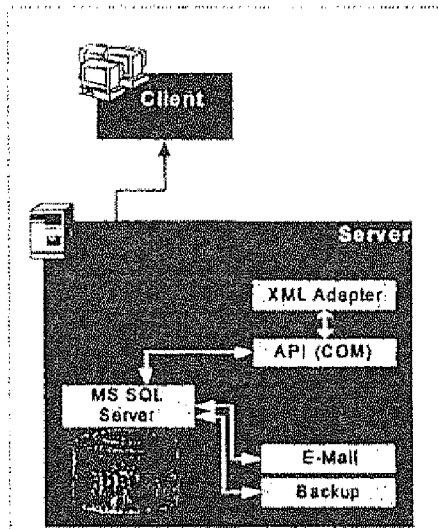 Client
Server
XML Adapter
API (COM)
MS SQL
Server
E-Mail
Backup